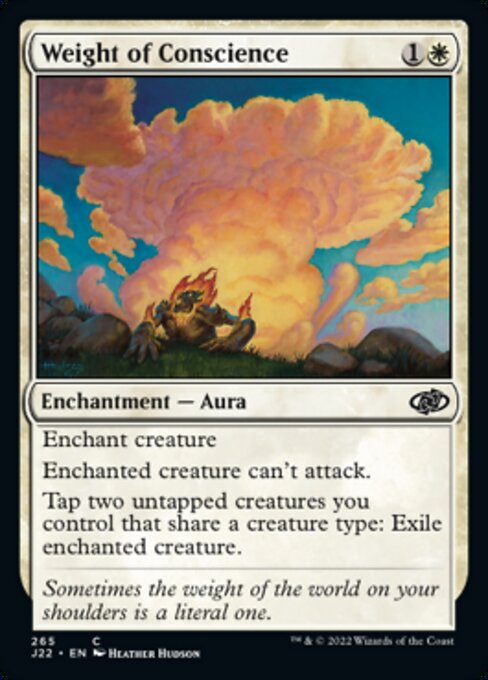 Weight of Conscience 1
Enchantment — Aura
Enchant creature
Enchanted creature can't attack.
Tap two untapped creatures you
control that share a creature type: Exile
enchanted creature.
Sometimes the weight of the world on your
shoulders is a literal one.
265 C ™ & © 2022 Wizards of the Coast
J22 • EN Heather Hudson